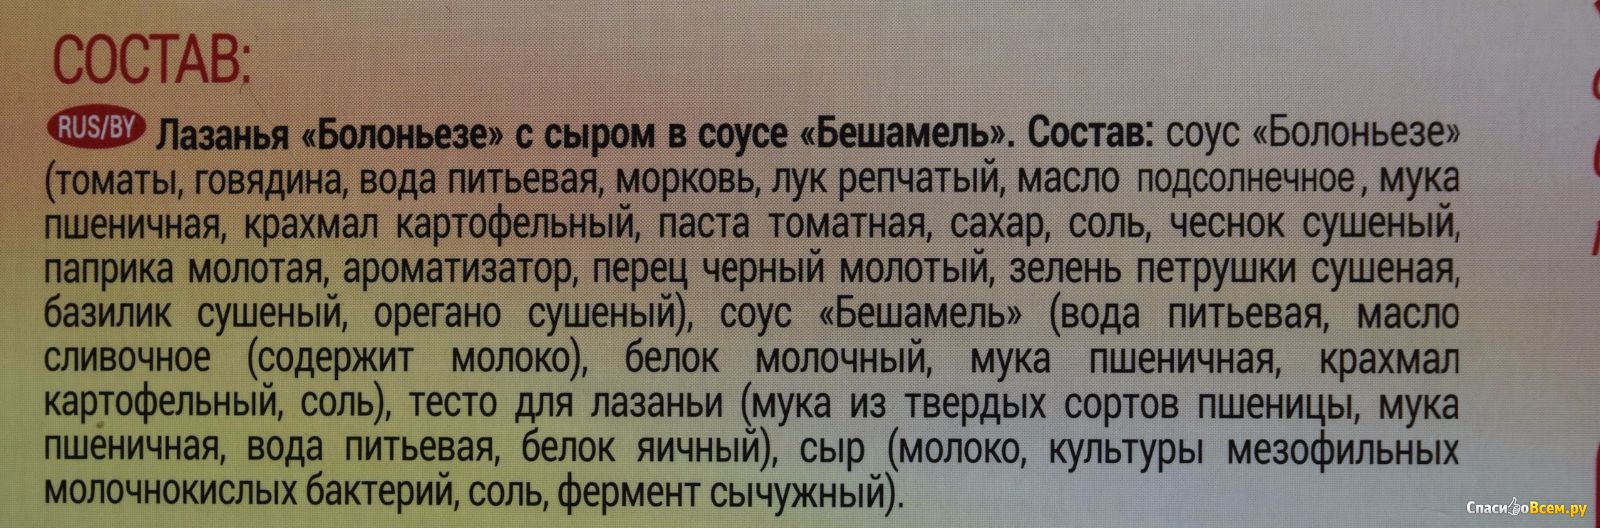 СОСТАВ:
RUS/BY Лазанья «Болоньезе» с сыром в соусе «Бешамель». Состав: соус «Болоньезе»
(томаты, говядина, вода питьевая, морковь, лук репчатый, масло подсолнечное, мука
пшеничная, крахмал картофельный, паста томатная, сахар, соль, чеснок сушеный,
паприка молотая, ароматизатор, перец черный молотый, зелень петрушки сушеная,
базилик сушеный, орегано сушеный), соус «Бешамель» (вода питьевая, масло
сливочное (содержит молоко), белок молочный, мука пшеничная, крахмал
картофельный, соль), тесто для лазаньи (мука из твердых сортов пшеницы, мука
пшеничная, вода питьевая, белок яичный), сыр (молоко, культуры мезофильных
молочнокислых бактерий, соль, фермент сычужный).
СпасибоВсем.ру